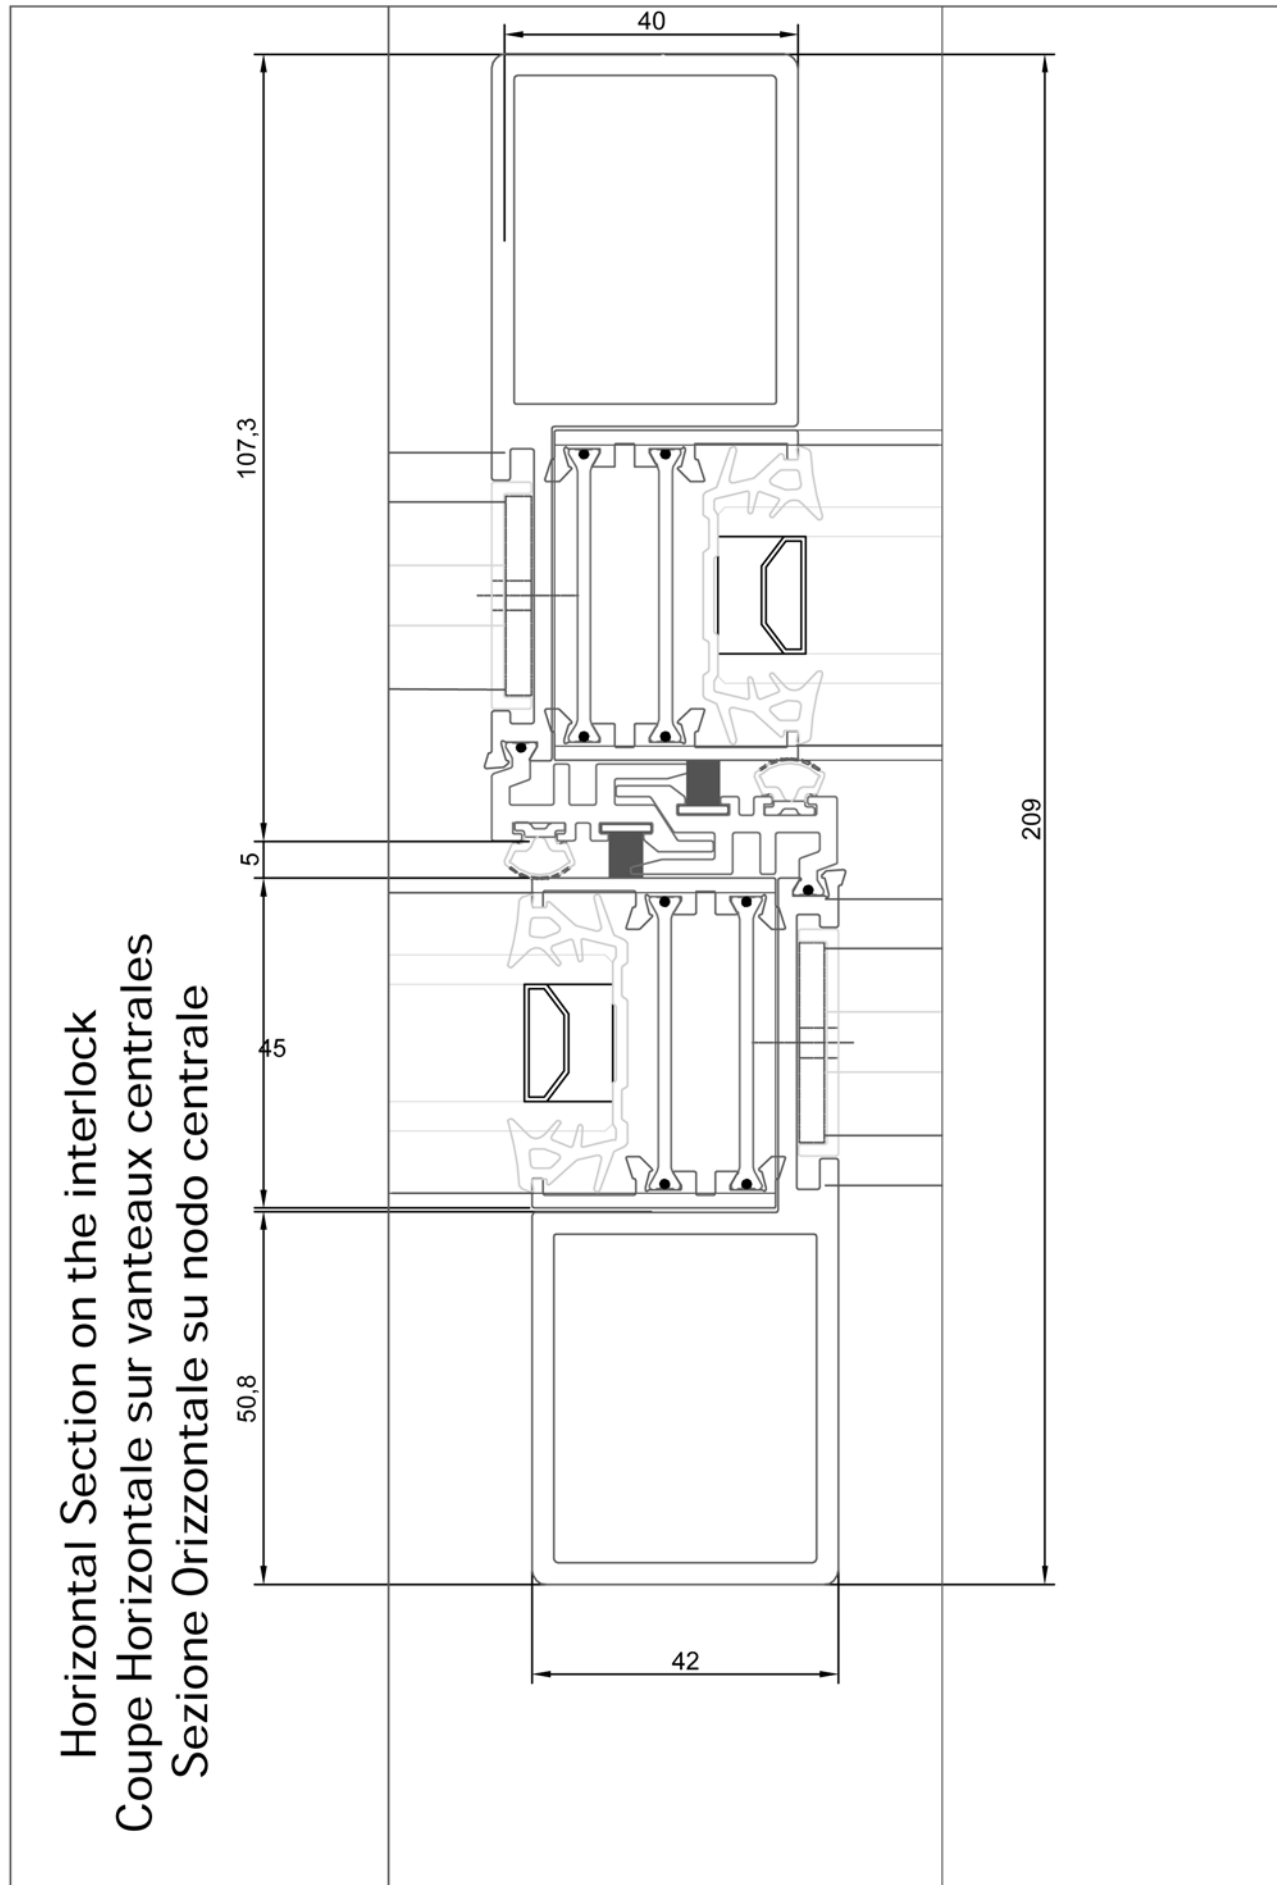 Horizontal Section on the interlock
Coupe Horizontale sur vanteaux centrales
Sezione Orizzontale su nodo centrale
40
107,3
5
209
45
50,8
42